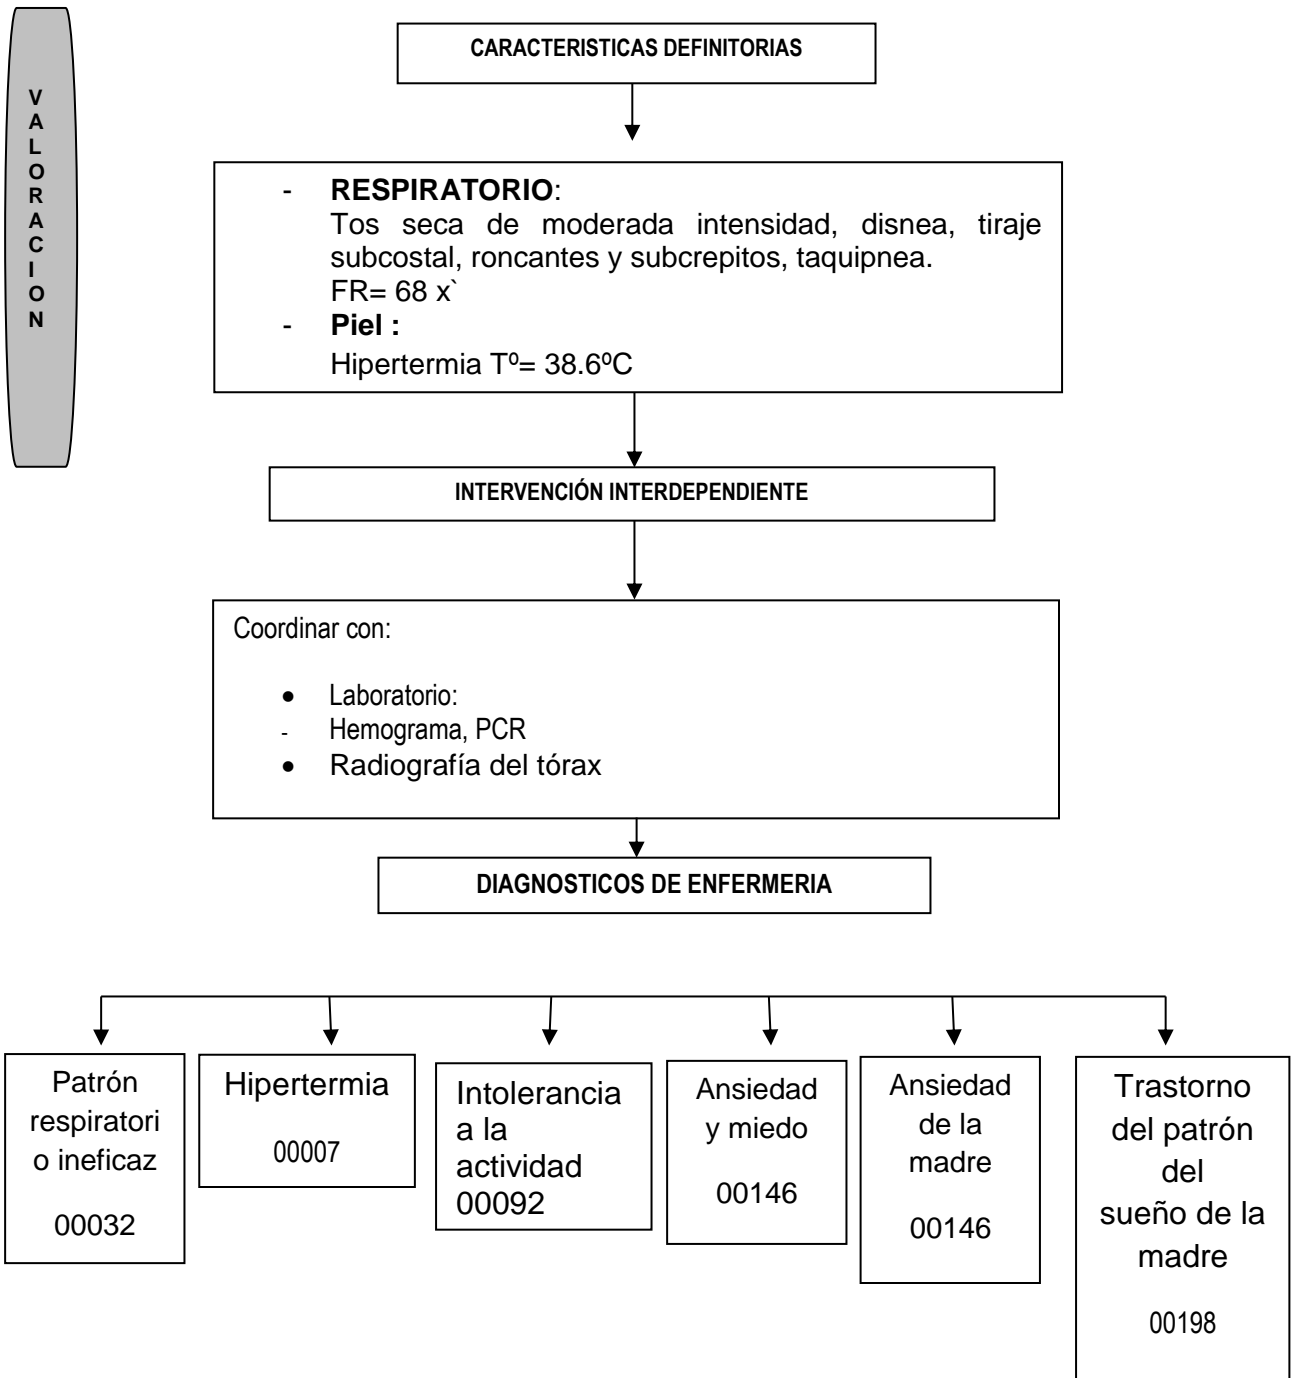 VALORACION
CARACTERISTICAS DEFINITORIAS
- RESPIRATORIO:
Tos seca de moderada intensidad, disnea, tiraje
subcostal, roncantes y subcrepitos, taquipnea.
FR= 68 x`
- Piel :
Hipertermia Tº= 38.6ºC
INTERVENCIÓN INTERDEPENDIENTE
Coordinar con:
• Laboratorio:
- Hemograma, PCR
• Radiografía del tórax
DIAGNOSTICOS DE ENFERMERIA
Patrón
respiratori
o ineficaz
00032
Hipertermia
00007
Intolerancia
a la
actividad
00092
Ansiedad
y miedo
00146
Ansiedad
de la
madre
00146
Trastorno
del patrón
del
sueño de la
madre
00198